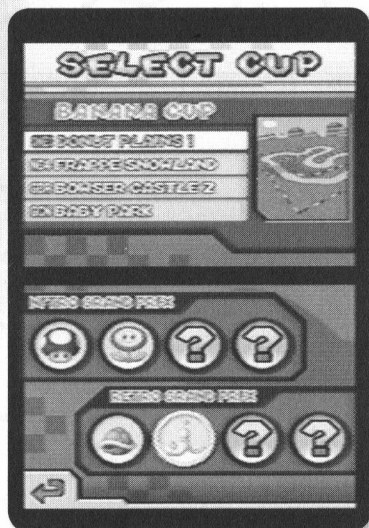 SELECT CUP
BANANA CUP
DONUT PLAINS 1
FRAPPE SNOWLAND
BOWSER CASTLE 2
BABY PARK
NITRO GRAND PRIX
? ?
RETRO GRAND PRIX
? ?